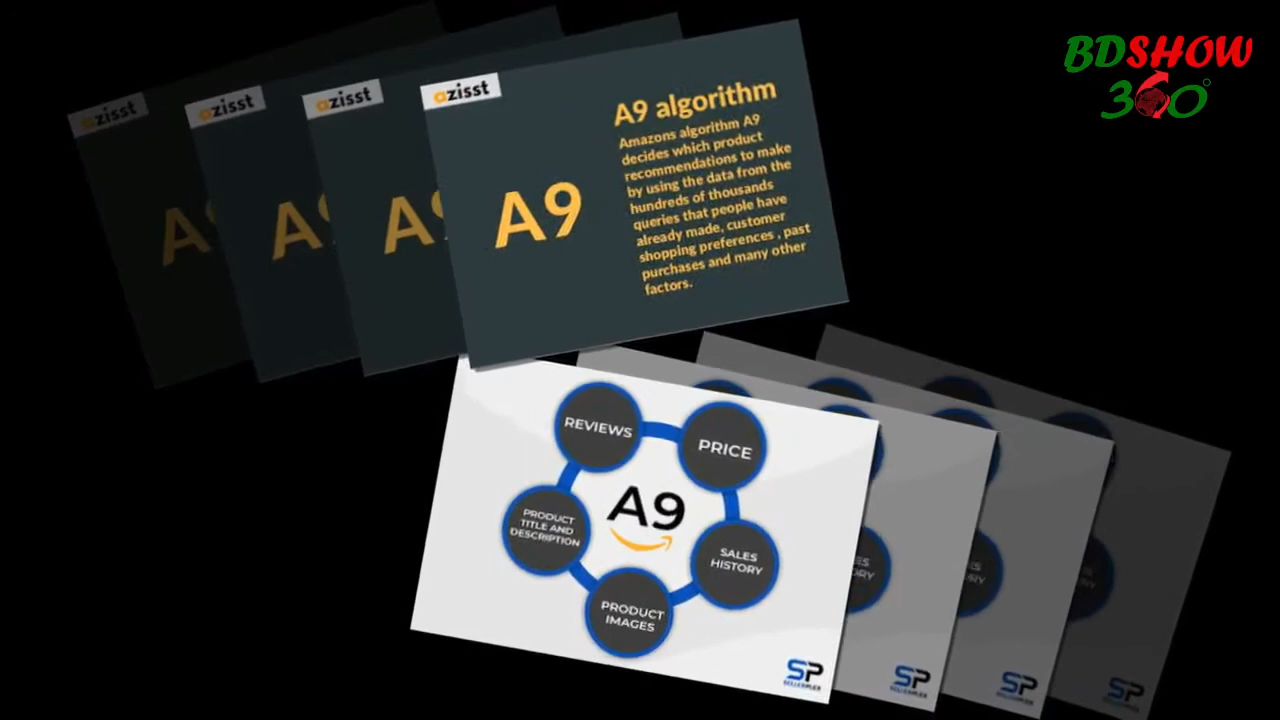 BDSHOW
360°
azisst
azisst
azisst
azisst
A9 algorithm
Amazons algorithm A9
decides which product
recommendations to make
by using the data from the
hundreds of thousands
queries that people have
already made, customer
shopping preferences , past
purchases and many other
factors.
A9
A9
A9
A9
REVIEWS
PRICE
A9
PRODUCT
TITLE AND
DESCRIPTION
SALES
HISTORY
PRODUCT
IMAGES
SP
SP
SP
SP